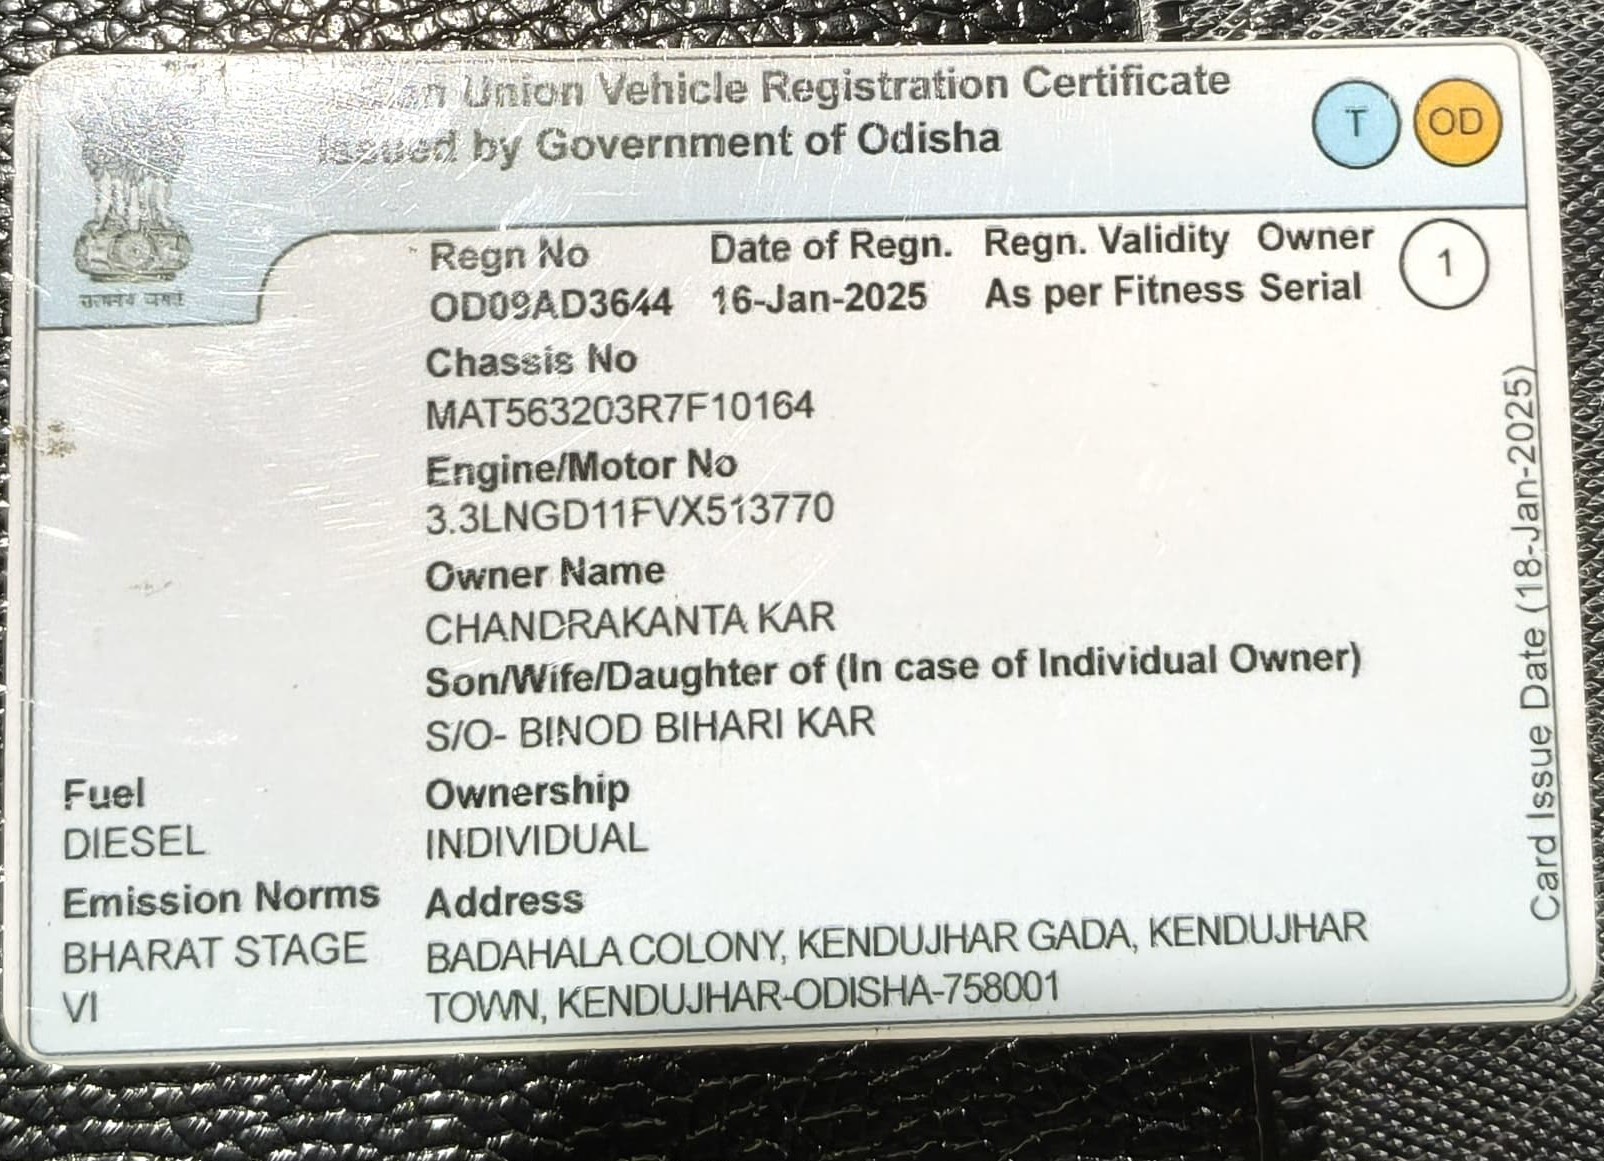 Union Vehicle Registration Certificate
Issued by Government of Odisha
T OD
Regn No Date of Regn. Regn. Validity Owner
OD09AD3644 16-Jan-2025 As per Fitness Serial
1
Chassis No
MAT563203R7F10164
Engine/Motor No
3.3LNGD11FVX513770
Owner Name
CHANDRAKANTA KAR
Son/Wife/Daughter of (In case of Individual Owner)
S/O- BINOD BIHARI KAR
Fuel Ownership
DIESEL INDIVIDUAL
Emission Norms Address
BHARAT STAGE BADAHALA COLONY, KENDUJHAR GADA, KENDUJHAR
VI TOWN, KENDUJHAR-ODISHA-758001
Card Issue Date (18-Jan-2025)